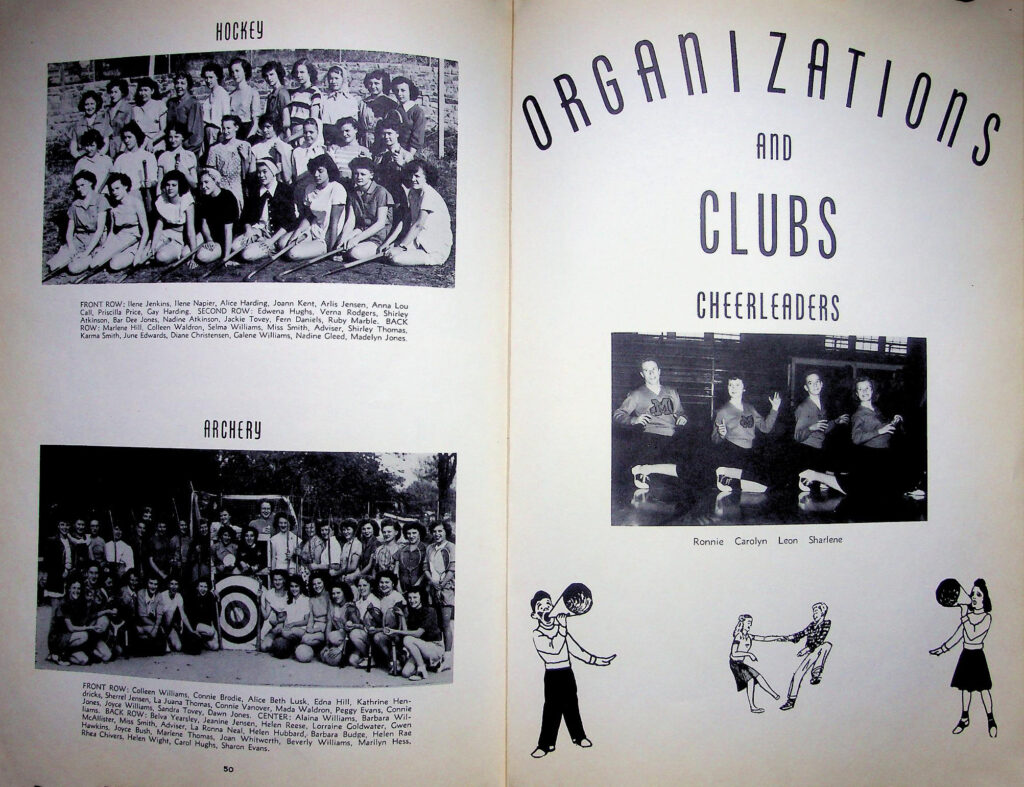 HOCKEY
FRONT ROW: Ilene Jenkins, Ilene Napier, Alice Harding, Joann Kent, Arlis Jensen, Anna Lou
Call, Priscilla Price, Gay Harding. SECOND ROW: Edwena Hughs, Verna Rodgers, Shirley
Atkinson, Bar Dee Jones, Nadine Atkinson, Jackie Tovey, Fern Daniels, Ruby Marble. BACK
ROW: Marlene Hill, Colleen Waldron, Selma Williams, Miss Smith, Adviser, Shirley Thomas,
Karma Smith, June Edwards, Diane Christensen, Galene Williams, Nadine Gleed, Madelyn Jones.
ARCHERY
FRONT ROW: Colleen Williams, Connie Brodie, Alice Beth Lusk, Edna Hill, Kathrine Hen-
dricks, Sherrel Jensen, La Juana Thomas, Connie Vanover, Mada Waldron, Peggy Evans, Connie
Jones, Joyce Williams, Sandra Tovey, Dawn Jones. CENTER: Alaina Williams, Barbara Wil-
liams. BACK ROW: Belva Yearsley, Jeanine Jensen, Helen Reese, Lorraine Goldwater, Gwen
McAllister, Miss Smith, Adviser, La Ronna Neal, Helen Hubbard, Barbara Budge, Helen Rae
Hawkins, Joyce Bush, Marlene Thomas, Joan Whitworth, Beverly Williams, Marilyn Hess,
Rhea Chivers, Helen Wight, Carol Hughs, Sharon Evans.
50
ORGANIZATIONS
AND
CLUBS
CHEERLEADERS
M
Ronnie Carolyn Leon Sharlene